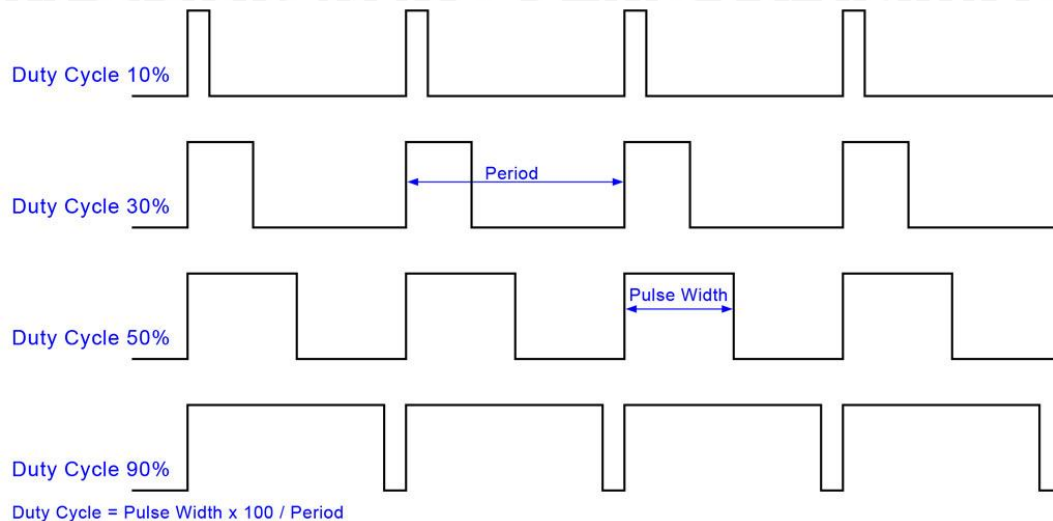 Duty Cycle 10%
Period
Duty Cycle 30%
Pulse Width
Duty Cycle 50%
Duty Cycle 90%
Duty Cycle = Pulse Width x 100 / Period